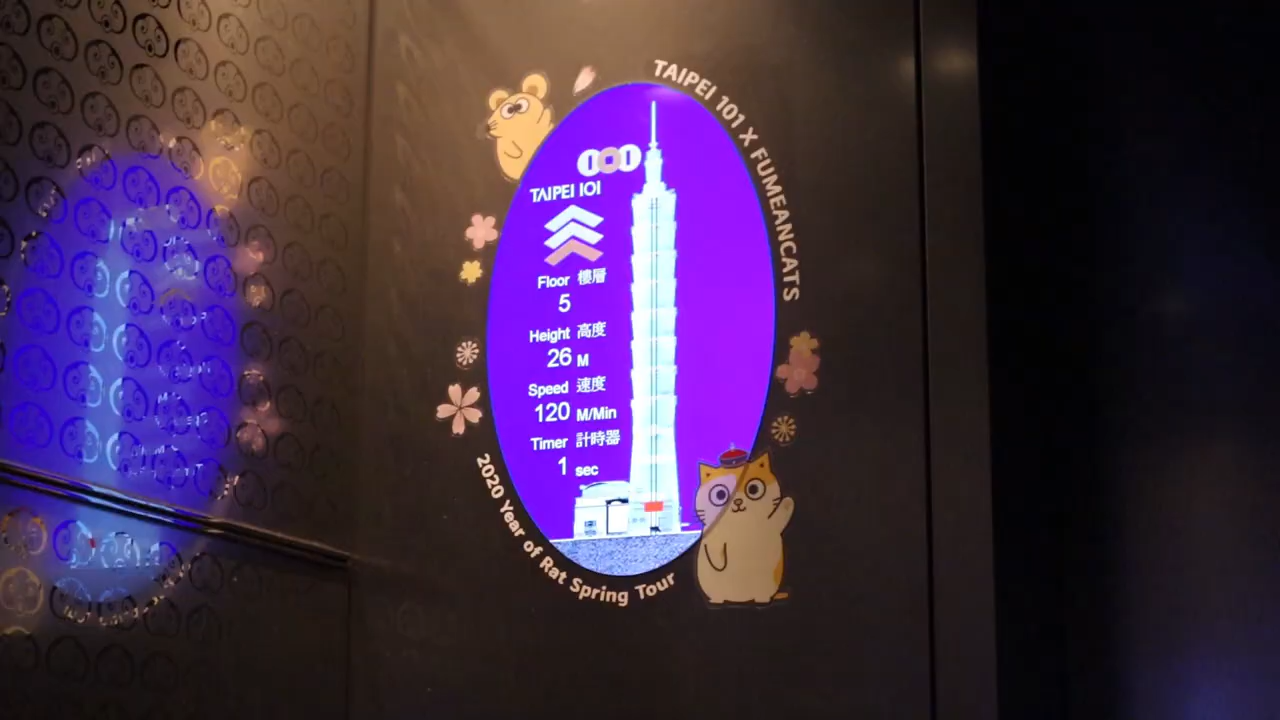 TAIPEI 101 X FUMEANCATS
TAIPEI 101
Floor 樓層
5
Height 高度
26 M
Speed 速度
120 M/Min
Timer 計時器
1 sec
2020 Year of Rat Spring Tour